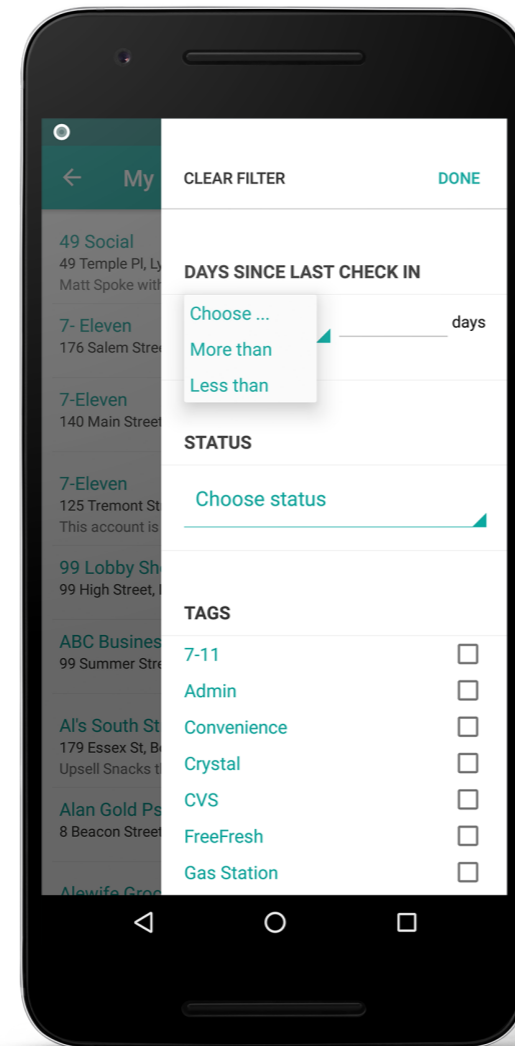 My
CLEAR FILTER
DONE
49 Social
49 Temple Pl, Ly
Matt Spoke with
7- Eleven
176 Salem Stree
7-Eleven
140 Main Street
7-Eleven
125 Tremont St
This account is
99 Lobby Sh
99 High Street,
ABC Busines
99 Summer Stre
Al's South St
179 Essex St, B
Upsell Snacks t
Alan Gold Ps
8 Beacon Street
Alewife Groc
DAYS SINCE LAST CHECK IN
Choose ...
More than
Less than
days
STATUS
Choose status
TAGS
7-11
Admin
Convenience
Crystal
CVS
FreeFresh
Gas Station